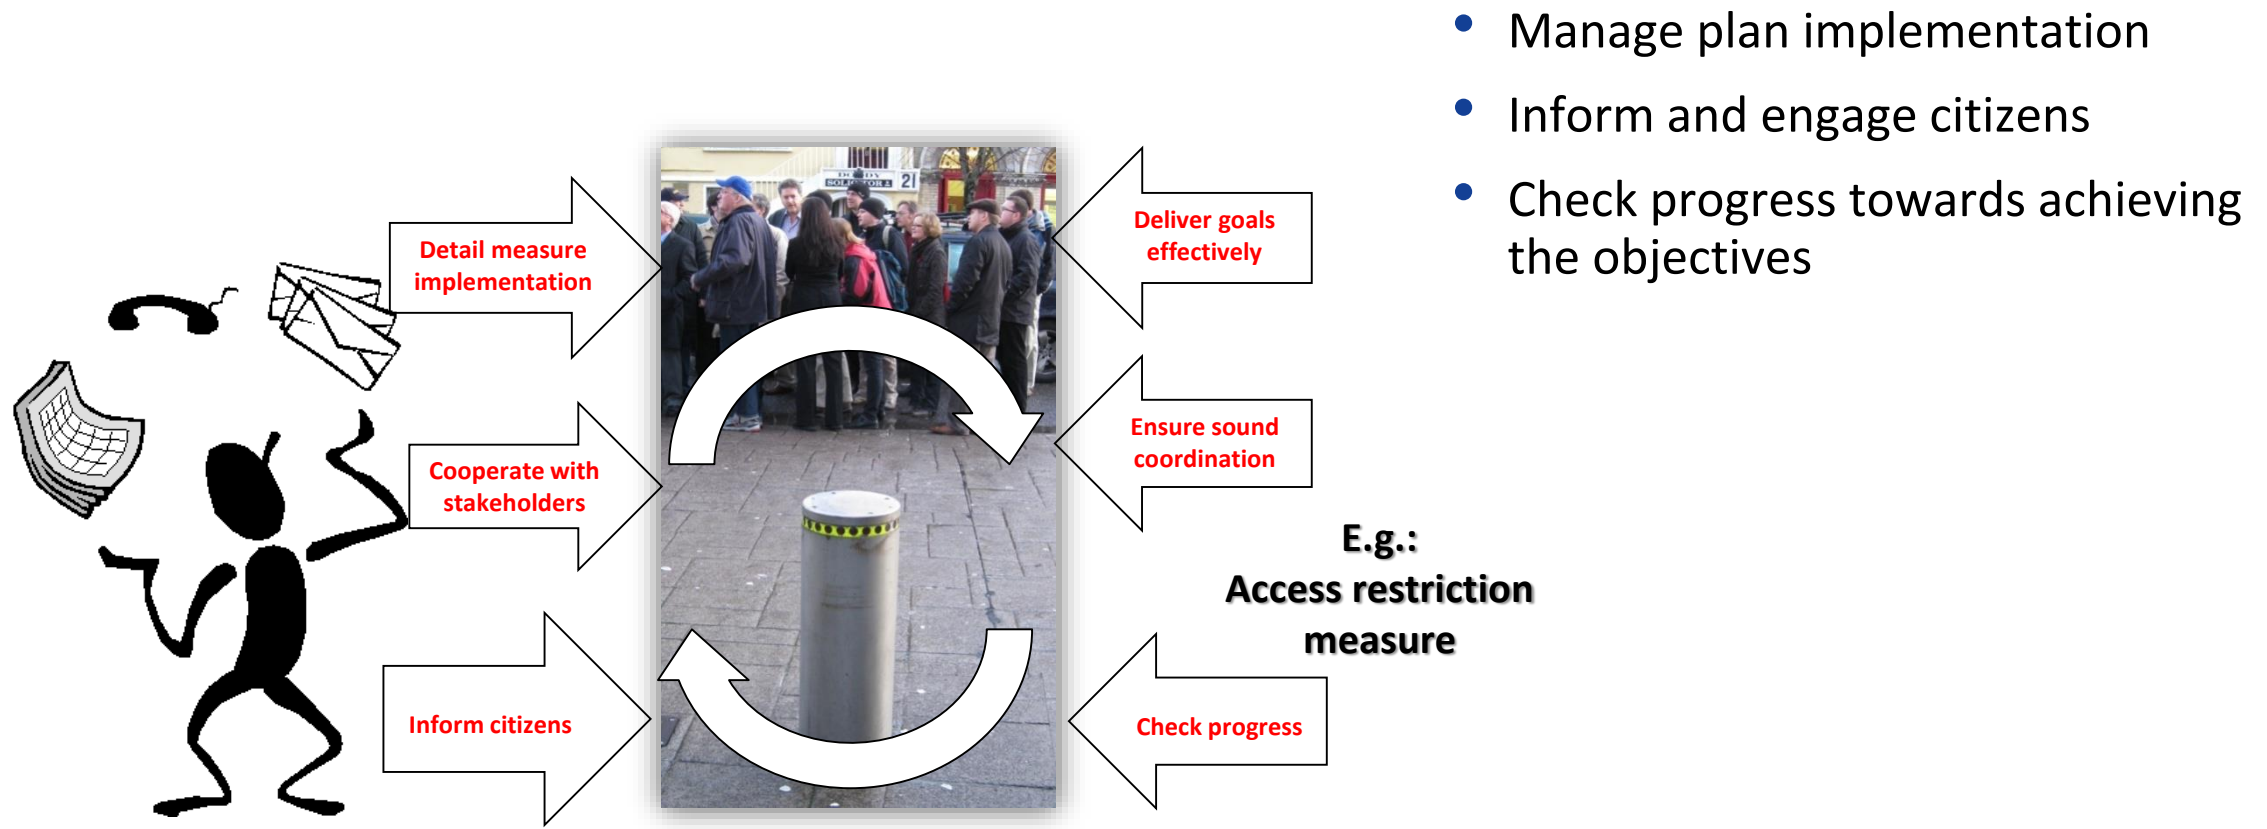 • Manage plan implementation
• Inform and engage citizens
• Check progress towards achieving
the objectives
Detail measure
implementation
Cooperate with
stakeholders
Inform citizens
21
Deliver goals
effectively
Ensure sound
coordination
E.g.:
Access restriction
measure
Check progress